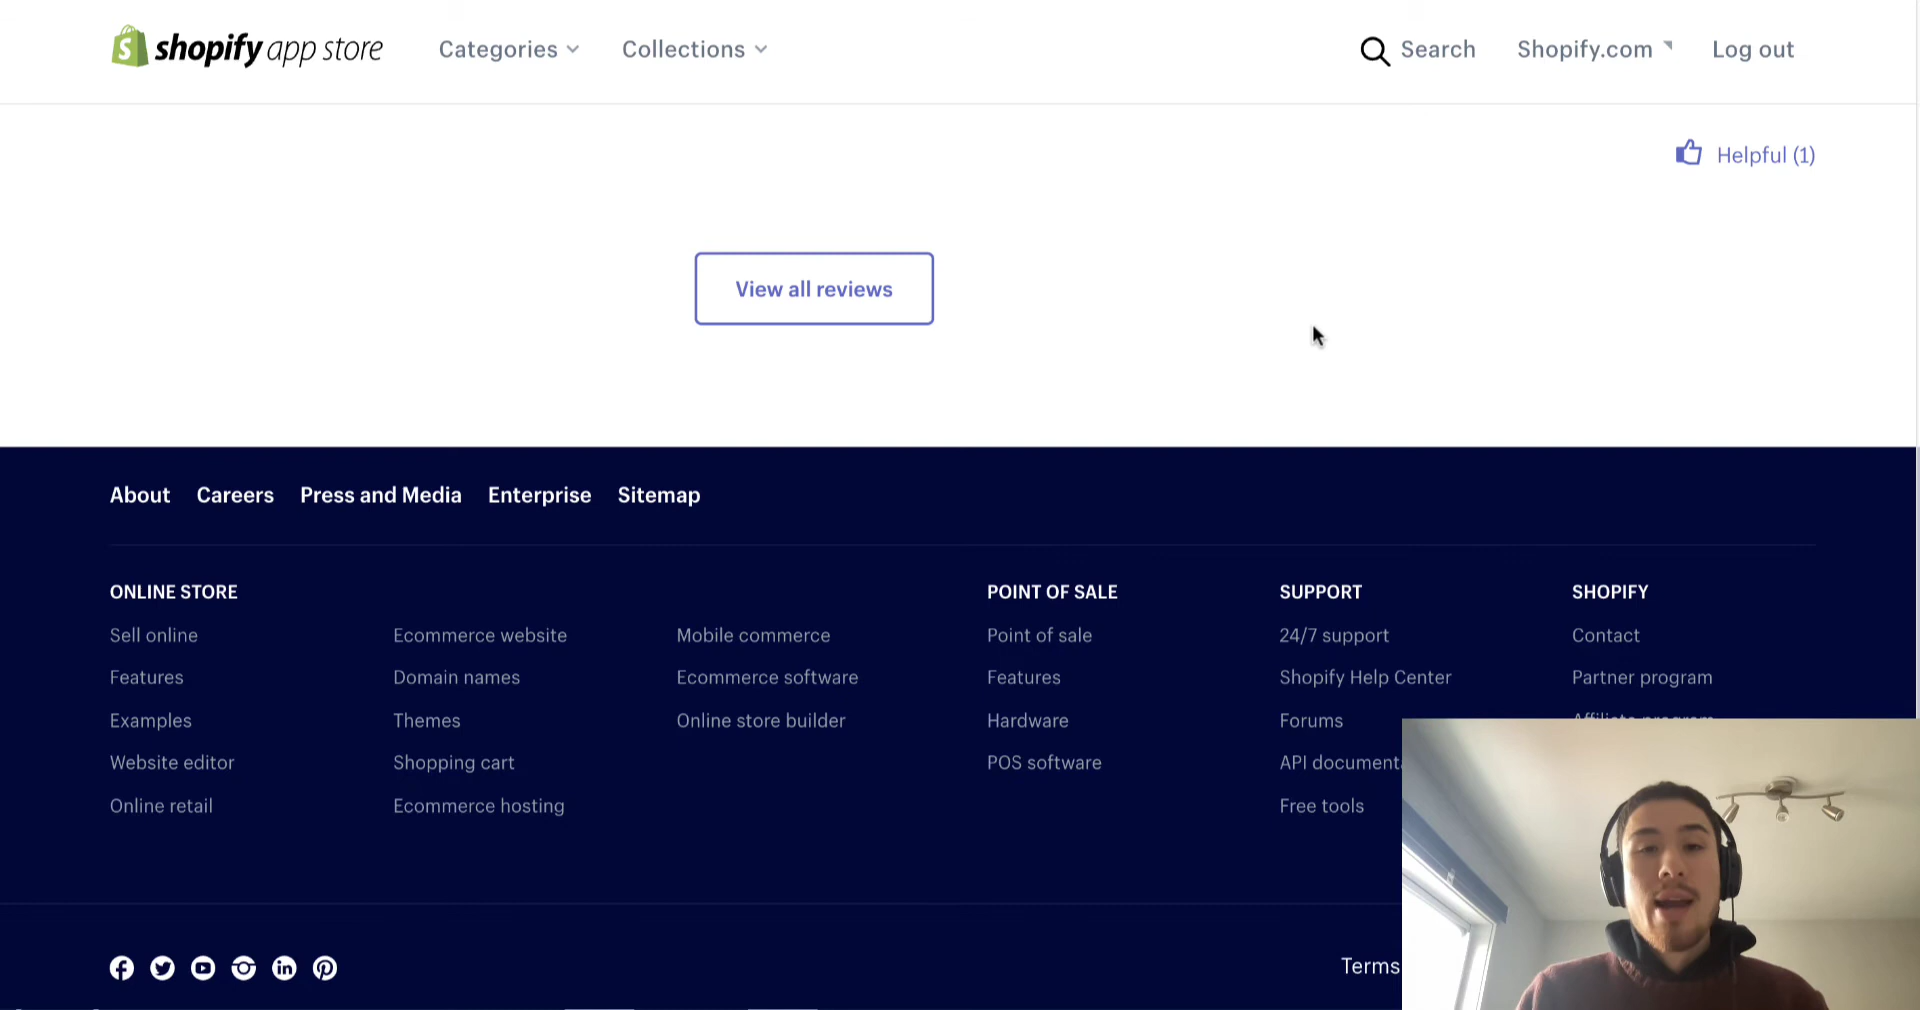 shopify app store
Categories
Collections
Search
Shopify.com
Log out
Helpful (1)
View all reviews
About
Careers
Press and Media
Enterprise
Sitemap
ONLINE STORE
Sell online
Features
Examples
Website editor
Online retail
Ecommerce website
Domain names
Themes
Shopping cart
Ecommerce hosting
Mobile commerce
Ecommerce software
Online store builder
POINT OF SALE
Point of sale
Features
Hardware
POS software
SUPPORT
24/7 support
Shopify Help Center
Forums
API documenta
Free tools
SHOPIFY
Contact
Partner program
Affiliate program
Terms